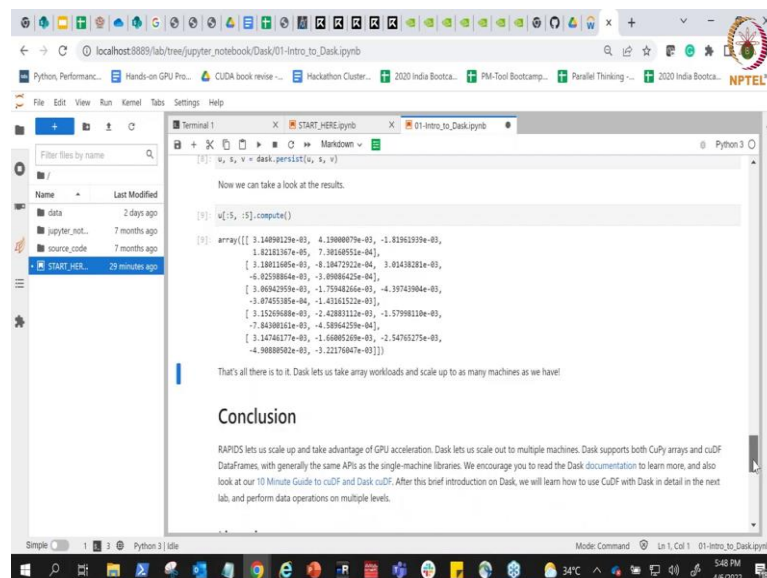 localhost:8889/lab/tree/jupyter_notebook/Dask/01-Intro_to_Dask.ipynb
Python, Performanc... Hands-on GPU Pro... CUDA book revise -... Hackathon Cluster... 2020 India Bootca... PM-Tool Bootcamp... Parallel Thinking -... 2020 India Bootca...
NPTEL
File Edit View Run Kernel Tabs Settings Help
Terminal 1 START_HERE.ipynb 01-Intro_to_Dask.ipynb
Markdown Python 3
Filter files by name
/
Name Last Modified
data 2 days ago
jupyter_not... 7 months ago
source_code 7 months ago
START_HER... 29 minutes ago
[8]: u, s, v = dask.persist(u, s, v)
Now we can take a look at the results.
[9]: u[:5, :5].compute()
[9]: array([[ 3.14090129e-03, 4.19000079e-03, -1.81961939e-03,
1.82181367e-05, 7.30160551e-04],
[ 3.18011605e-03, -8.10472922e-04, 3.01438281e-03,
-6.02598864e-03, -3.09086425e-04],
[ 3.06942959e-03, -1.75948266e-03, -4.39743904e-03,
-3.07455385e-04, -1.43161522e-03],
[ 3.15269688e-03, -2.42883112e-03, -1.57998110e-03,
-7.84300161e-03, -4.58964259e-04],
[ 3.14746177e-03, -1.66005269e-03, -2.54765275e-03,
-4.90880502e-03, -3.22176047e-03]])
That's all there is to it. Dask lets us take array workloads and scale up to as many machines as we have!
Conclusion
RAPIDS lets us scale up and take advantage of GPU acceleration. Dask lets us scale out to multiple machines. Dask supports both CuPy arrays and cuDF
DataFrames, with generally the same APIs as the single-machine libraries. We encourage you to read the Dask documentation to learn more, and also
look at our 10 Minute Guide to cuDF and Dask cuDF. After this brief introduction on Dask, we will learn how to use CuDF with Dask in detail in the next
lab, and perform data operations on multiple levels.
Simple 1 3 Python 3 | Idle Mode: Command Ln 1, Col 1 01-Intro_to_Dask.ipynb
34°C 5:48 PM